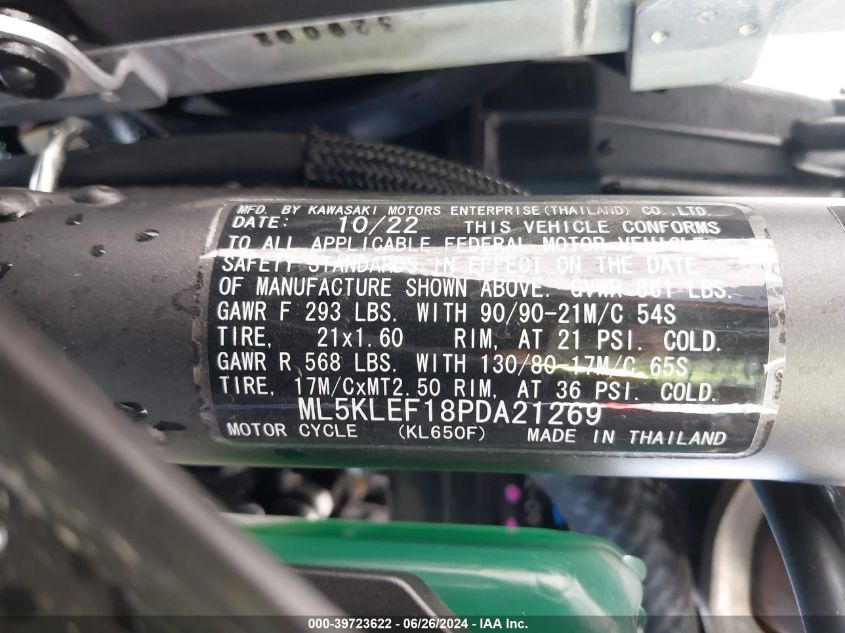 329092
MFD. BY KAWASAKI MOTORS ENTERPRISE(THAILAND) CO.,LTD.
DATE: 10/22 THIS VEHICLE CONFORMS
TO ALL APPLICABLE FEDERAL MOTOR VEHICLE
SAFETY STANDARDS IN EFFECT ON THE DATE
OF MANUFACTURE SHOWN ABOVE. GVWR 861 LBS.
GAWR F 293 LBS. WITH 90/90-21M/C 54S
TIRE, 21x1.60 RIM, AT 21 PSI. COLD.
GAWR R 568 LBS. WITH 130/80-17M/C 65S
TIRE, 17M/CxMT2.50 RIM, AT 36 PSI. COLD.
ML5KLEF18PDA21269
MOTOR CYCLE (KL650F) MADE IN THAILAND
000-39723622 / 06/26/2024 / IAA Inc.